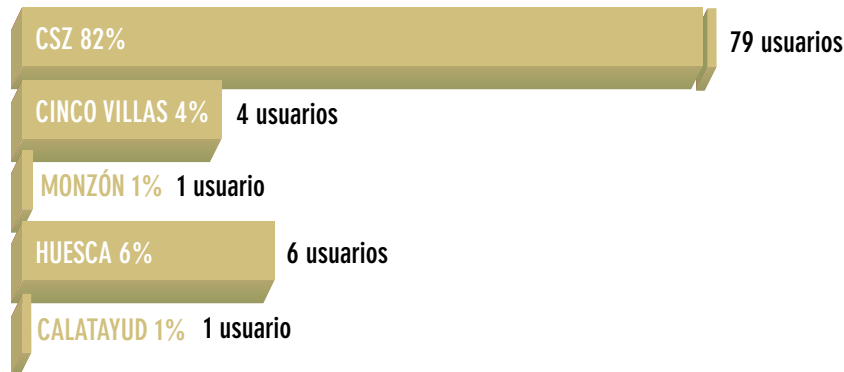 CSZ 82% 79 usuarios
CINCO VILLAS 4% 4 usuarios
MONZÓN 1% 1 usuario
HUESCA 6% 6 usuarios
CALATAYUD 1% 1 usuario